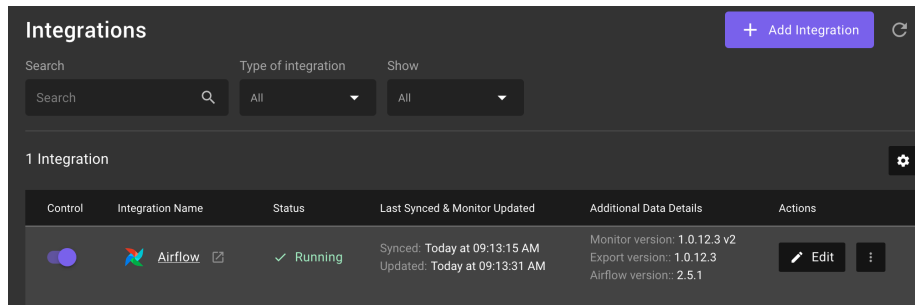 Integrations
+ Add Integration
Search
Type of integration
Show
Search
All
All
1 Integration
Control
Integration Name
Status
Last Synced & Monitor Updated
Additional Data Details
Actions
Airflow
Running
Synced: Today at 09:13:15 AM
Updated: Today at 09:13:31 AM
Monitor version: 1.0.12.3 v2
Export version:: 1.0.12.3
Airflow version:: 2.5.1
Edit